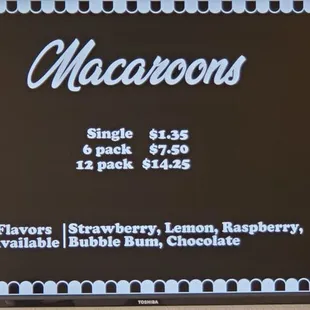 Macaroons
Single $1.35
6 pack $7.50
12 pack $14.25
Flavors | Strawberry, Lemon, Raspberry,
Available | Bubble Bum, Chocolate
TOSHIBA